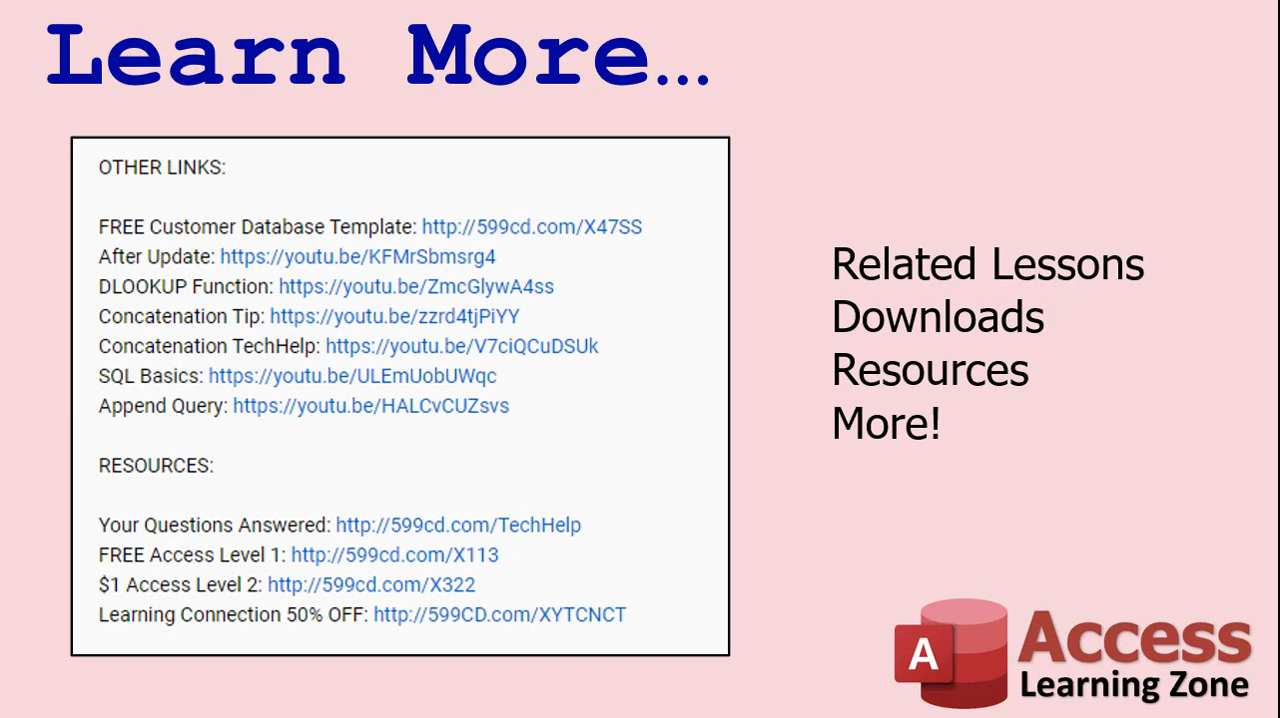 Learn More...
OTHER LINKS:
FREE Customer Database Template: http://599cd.com/X47SS
After Update: https://youtu.be/KFMrSbmsrg4
DLOOKUP Function: https://youtu.be/ZmcGlywA4ss
Concatenation Tip: https://youtu.be/zzrd4tjPiYY
Concatenation TechHelp: https://youtu.be/V7ciQCuDSUk
SQL Basics: https://youtu.be/ULEmUobUWqc
Append Query: https://youtu.be/HALCvCUZsvs
RESOURCES:
Your Questions Answered: http://599cd.com/TechHelp
FREE Access Level 1: http://599cd.com/X113
$1 Access Level 2: http://599cd.com/X322
Learning Connection 50% OFF: http://599CD.com/XYTCNCT
Related Lessons
Downloads
Resources
More!
A
Access
Learning Zone